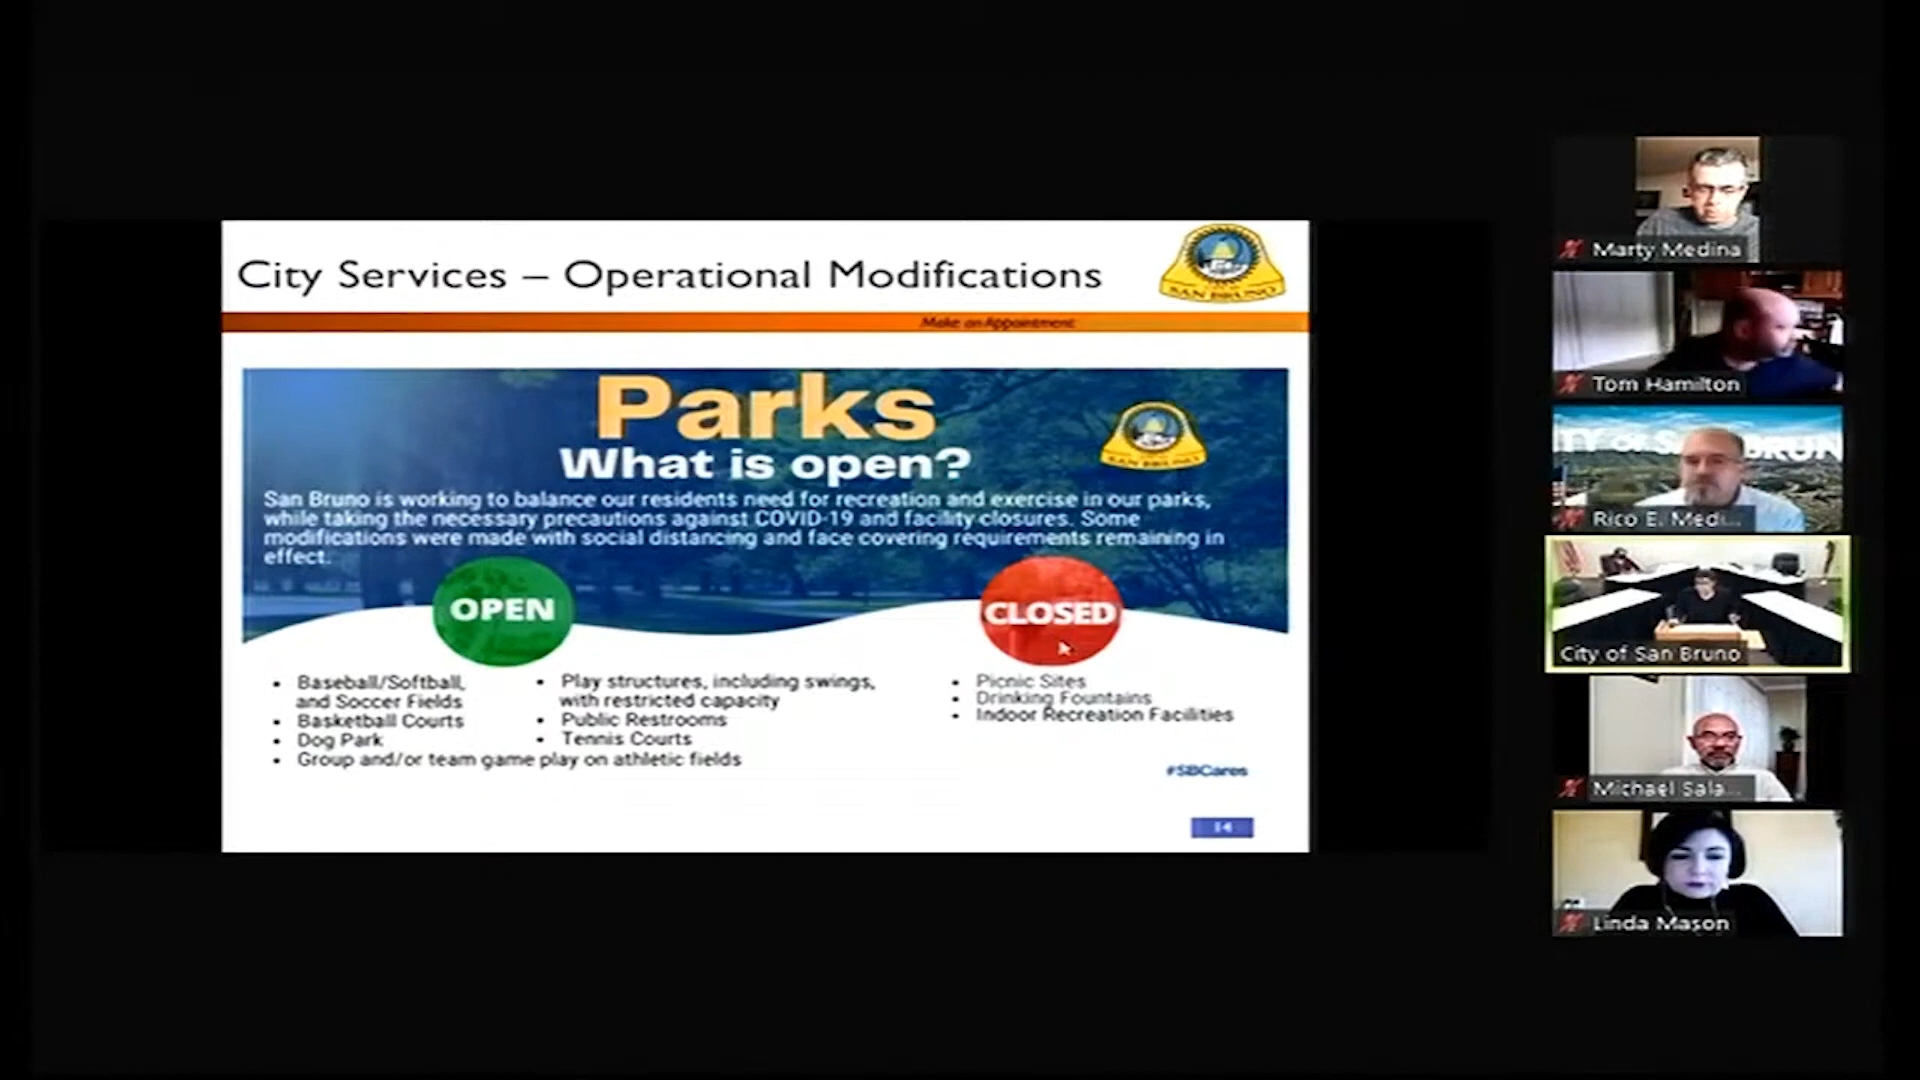 City Services – Operational Modifications
SAN BRUNO
Make an Appointment
Parks
What is open?
SAN BRUNO
San Bruno is working to balance our residents need for recreation and exercise in our parks,
while taking the necessary precautions against COVID-19 and facility closures. Some
modifications were made with social distancing and face covering requirements remaining in
effect.
OPEN
CLOSED
• Baseball/Softball,
and Soccer Fields
• Basketball Courts
• Dog Park
• Group and/or team game play on athletic fields
• Play structures, including swings,
with restricted capacity
• Public Restrooms
• Tennis Courts
• Picnic Sites
• Drinking Fountains
• Indoor Recreation Facilities
#SBCares
14
Marty Medina
Tom Hamilton
Rico E. Medi...
City of San Bruno
Michael Sala...
Linda Mason